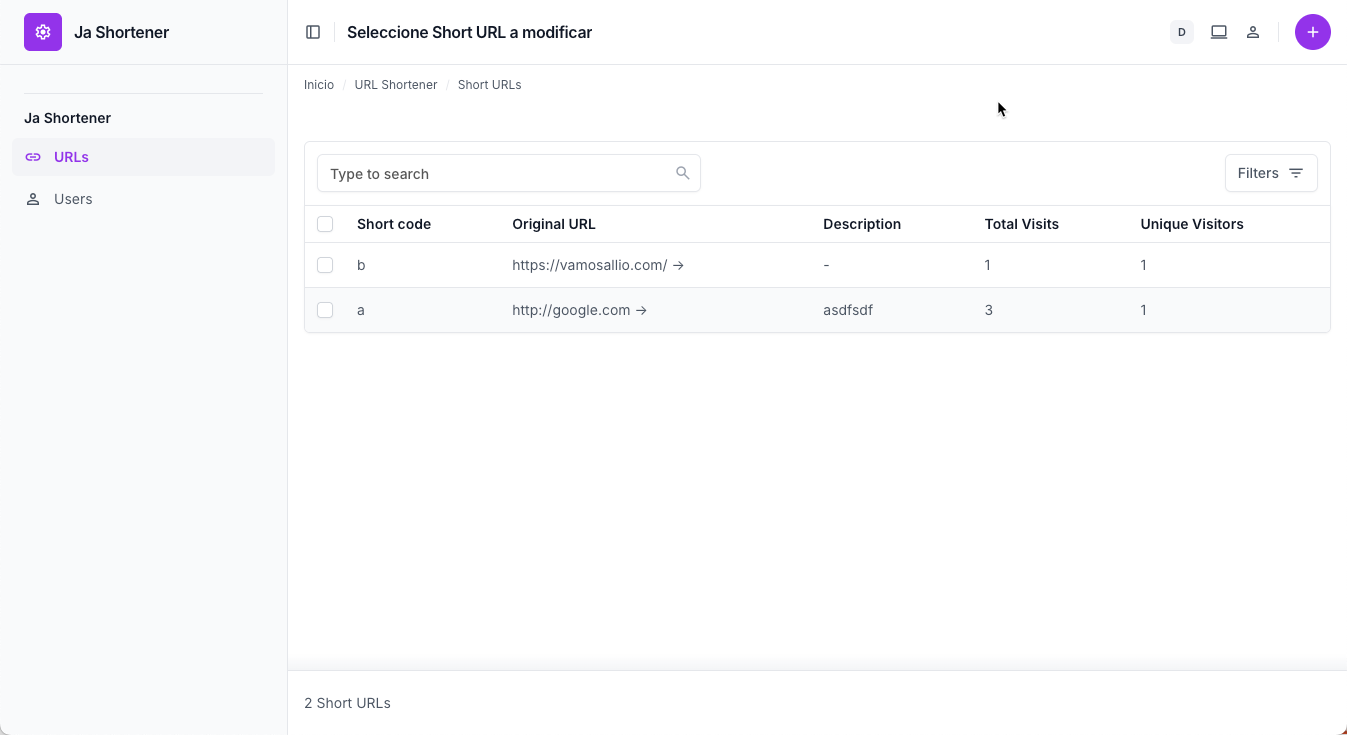 Ja Shortener
Seleccione Short URL a modificar
D
Inicio / URL Shortener / Short URLs
Ja Shortener
URLs
Users
Type to search
Filters
Short code Original URL Description Total Visits Unique Visitors
b https://vamosallio.com/ → - 1 1
a http://google.com → asdfsdf 3 1
2 Short URLs